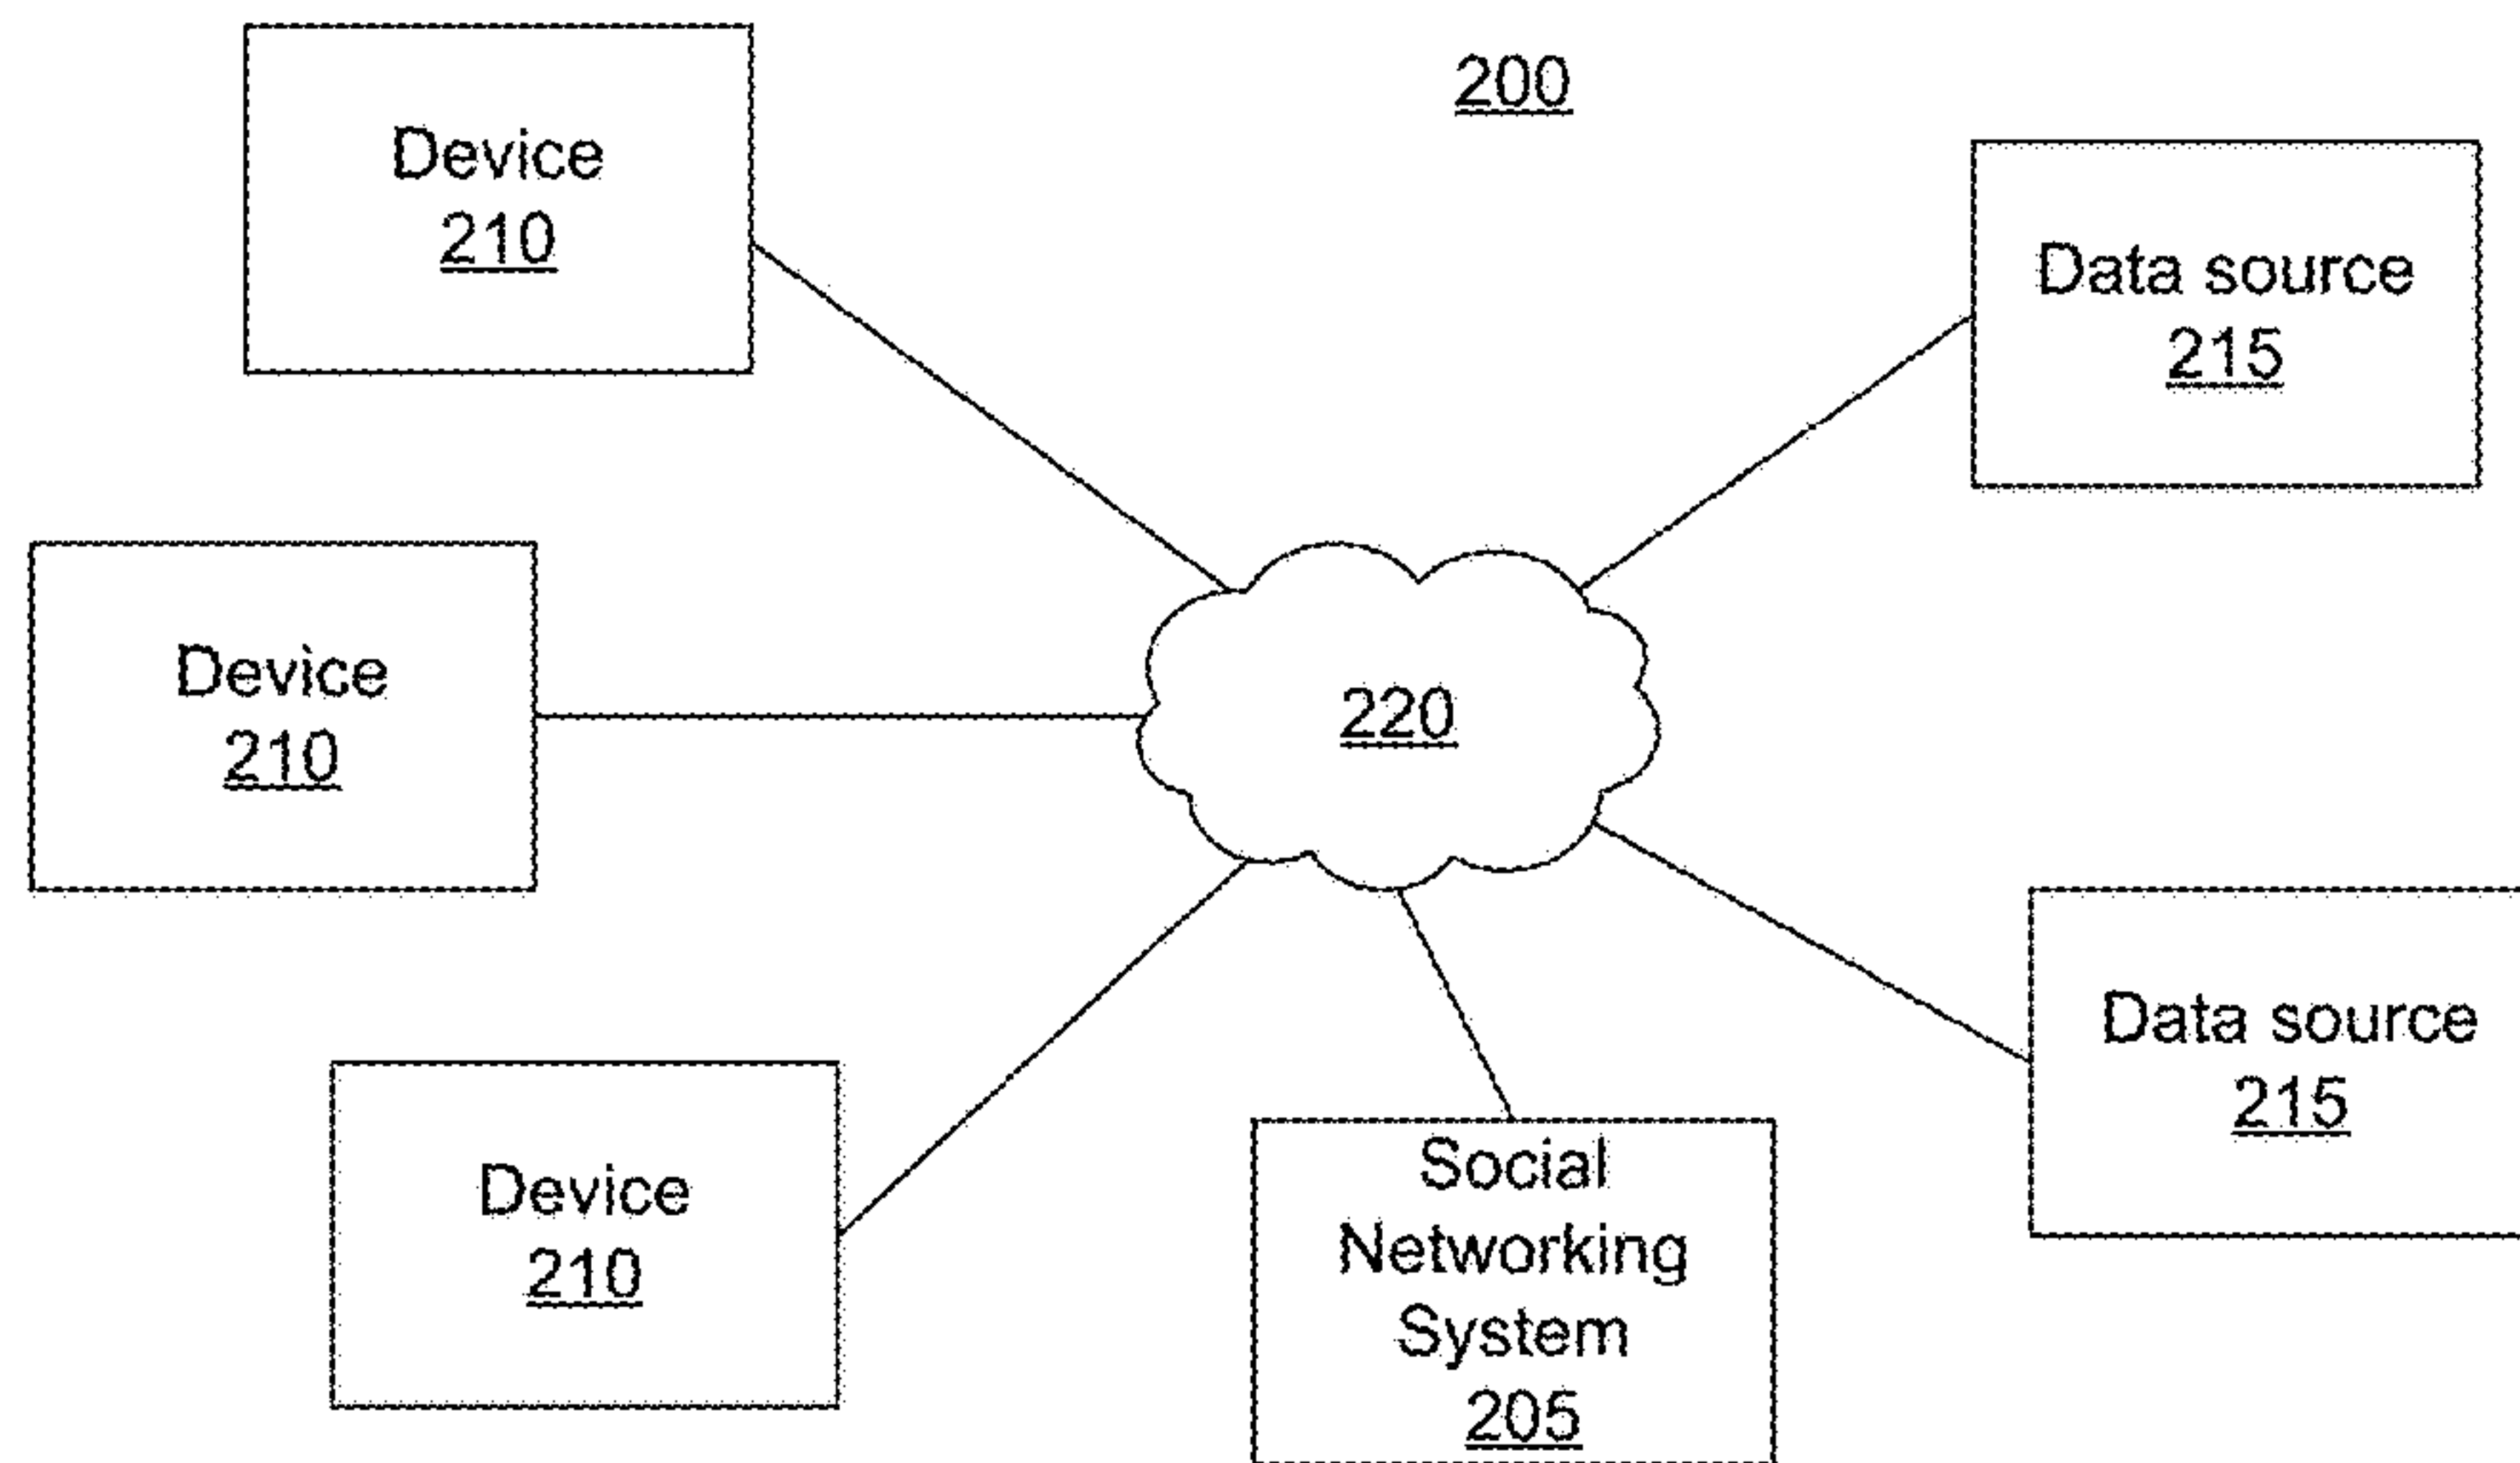 Device
210
200
Data source
215
Device
210
220
Data source
215
Device
210
Social
Networking
System
205